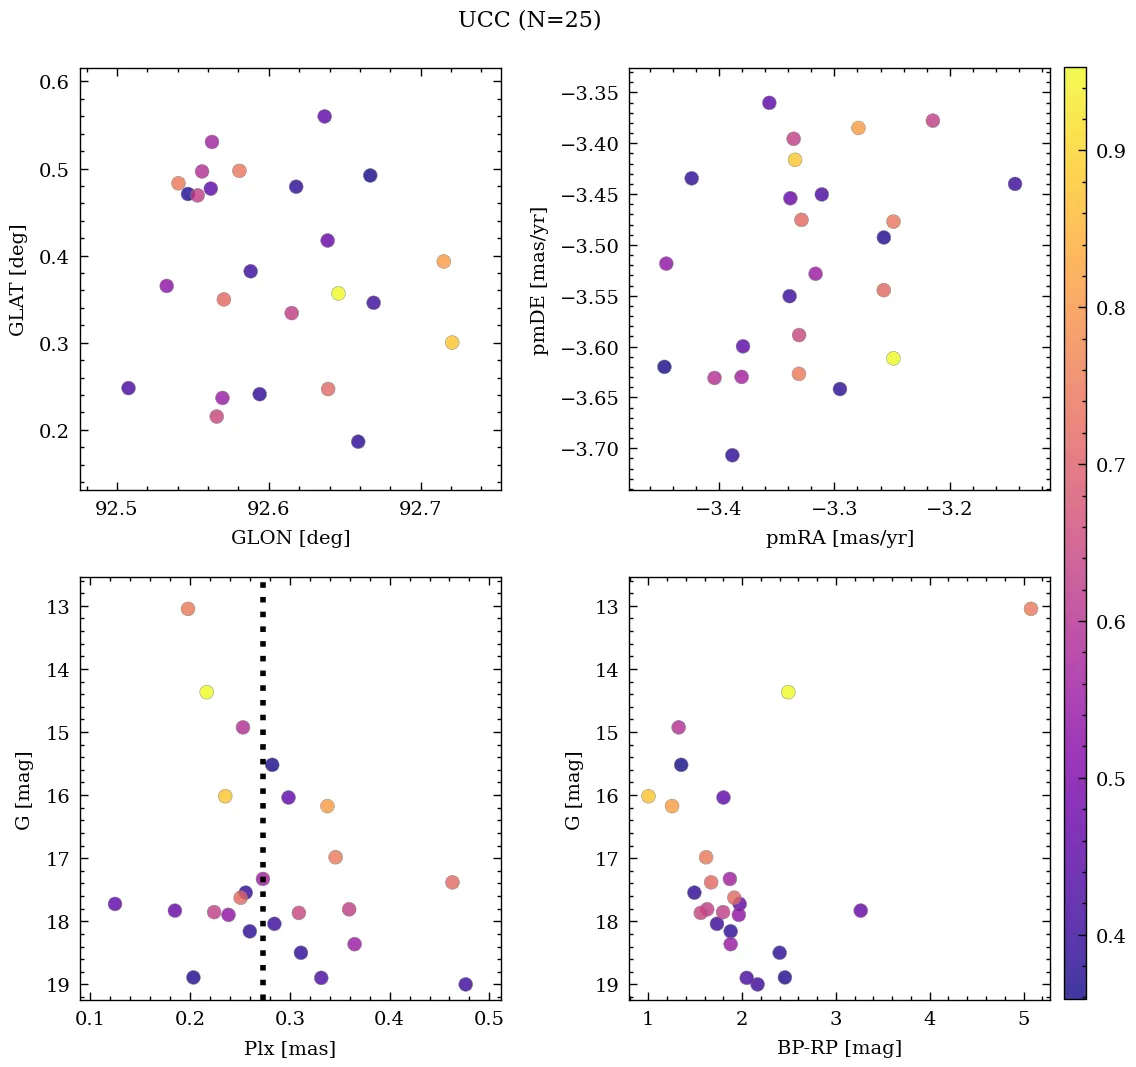 UCC (N=25)
0.6
0.5
0.4
0.3
0.2
GLAT [deg]
92.5 92.6 92.7
GLON [deg]
−3.35
−3.40
−3.45
−3.50
−3.55
−3.60
−3.65
−3.70
pmDE [mas/yr]
−3.4 −3.3 −3.2
pmRA [mas/yr]
13
14
15
16
17
18
19
G [mag]
0.1 0.2 0.3 0.4 0.5
Plx [mas]
13
14
15
16
17
18
19
G [mag]
1 2 3 4 5
BP-RP [mag]
0.9
0.8
0.7
0.6
0.5
0.4